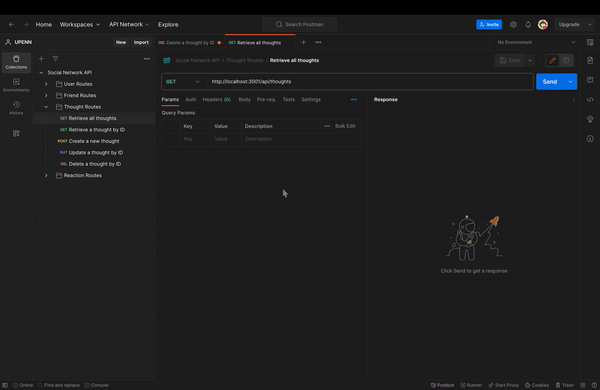 Home Workspaces API Network Explore Search Postman Invite Upgrade
UPENN New Import DEL Delete a thought by ID GET Retrieve all thoughts No Environment
Collections
Environments
History
Social Network API
User Routes
Friend Routes
Thought Routes
GET Retrieve all thoughts
GET Retrieve a thought by ID
POST Create a new thought
PUT Update a thought by ID
DEL Delete a thought by ID
Reaction Routes
Social Network API / Thought Routes / Retrieve all thoughts Save
GET http://localhost:3001/api/thoughts Send
Params Auth Headers (6) Body Pre-req. Tests Settings
Query Params
Key Value Description Bulk Edit
Key Value Description
Response
Click Send to get a response
Online Find and replace Console Postbot Runner Start Proxy Cookies Trash